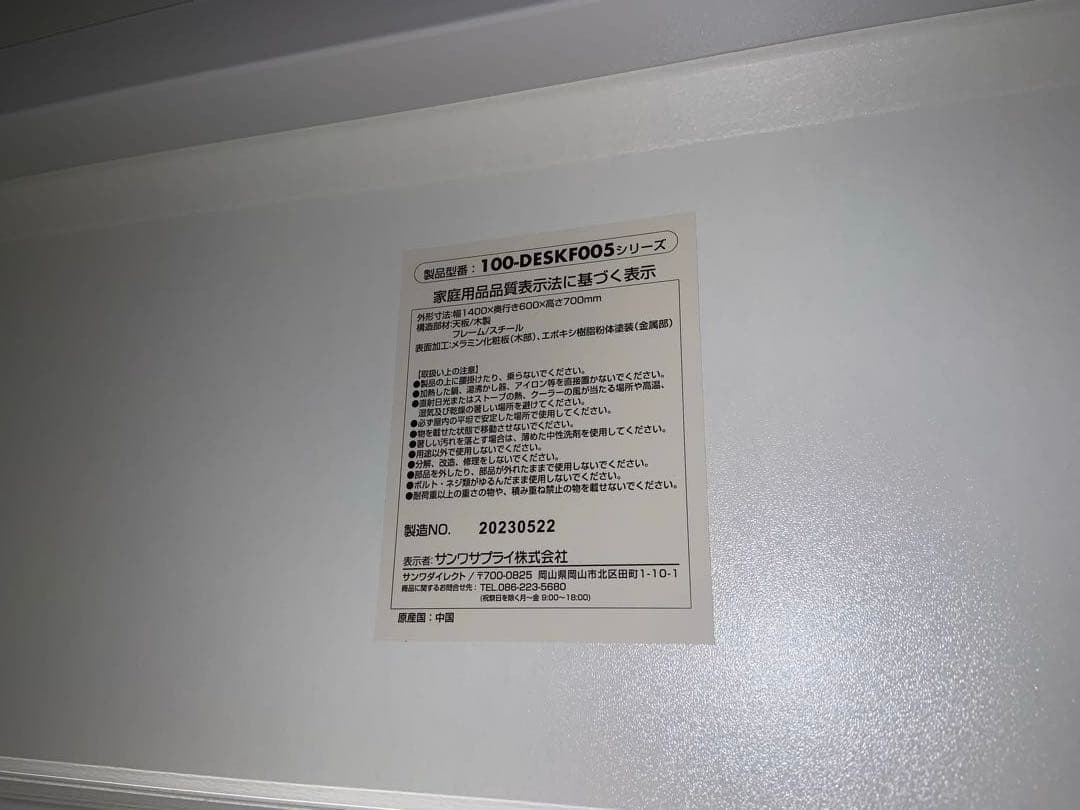 製品型番：100-DESKF005シリーズ
家庭用品品質表示法に基づく表示
外形寸法:幅1400×奥行き600×高さ700mm
構造部材:天板/木製
フレーム/スチール
表面加工:メラミン化粧板(木部)、エポキシ樹脂粉体塗装(金属部)
【取扱い上の注意】
●製品の上に腰掛けたり、乗らないでください。
●加熱した鍋、湯沸かし器、アイロン等を直接置かないでください。
●直射日光またはストーブの熱、クーラーの風が当たる場所や高温、
湿気及び乾燥の著しい場所を避けてください。
●必ず屋内の平坦で安定した場所で使用してください。
●物を載せた状態で移動させないでください。
●著しい汚れを落とす場合は、薄めた中性洗剤を使用してください。
●用途以外で使用しないでください。
●分解、改造、修理をしないでください。
●部品を外したり、部品が外れたままで使用しないでください。
●ボルト・ネジ類がゆるんだまま使用しないでください。
●耐荷重以上の重さの物や、積み重ね禁止の物を載せないでください。
製造NO. 20230522
表示者:サンワサプライ株式会社
サンワダイレクト/〒700-0825 岡山県岡山市北区田町1-10-1
商品に関するお問合せ先：TEL.086-223-5680
(祝祭日を除く月〜金 9:00〜18:00)
原産国：中国